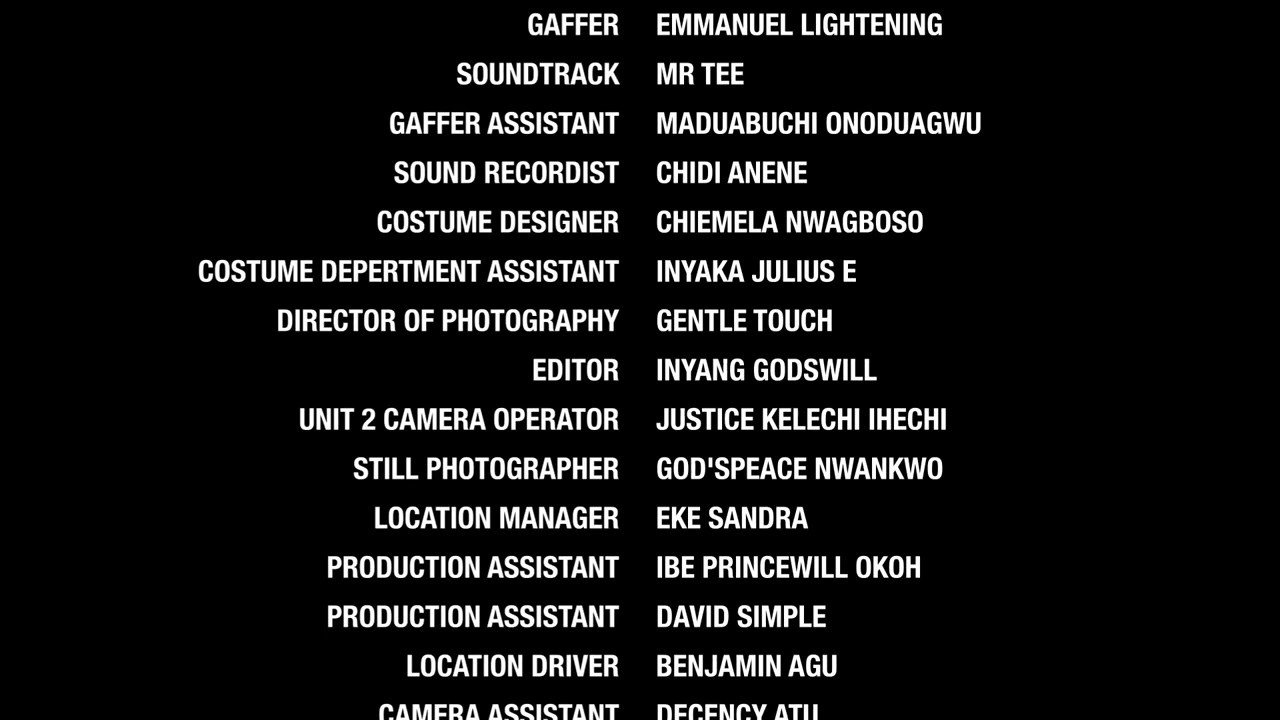 GAFFER EMMANUEL LIGHTENING
SOUNDTRACK MR TEE
GAFFER ASSISTANT MADUABUCHI ONODUAGWU
SOUND RECORDIST CHIDI ANENE
COSTUME DESIGNER CHIEMELA NWAGBOSO
COSTUME DEPERTMENT ASSISTANT INYAKA JULIUS E
DIRECTOR OF PHOTOGRAPHY GENTLE TOUCH
EDITOR INYANG GODSWILL
UNIT 2 CAMERA OPERATOR JUSTICE KELECHI IHECHI
STILL PHOTOGRAPHER GOD'SPEACE NWANKWO
LOCATION MANAGER EKE SANDRA
PRODUCTION ASSISTANT IBE PRINCEWILL OKOH
PRODUCTION ASSISTANT DAVID SIMPLE
LOCATION DRIVER BENJAMIN AGU
CAMERA ASSISTANT DECENCY ATU